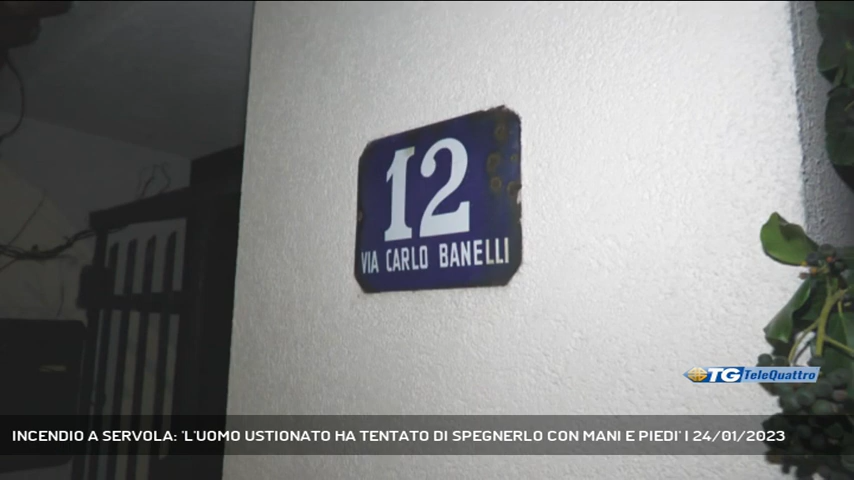 12
VIA CARLO BANELLI
TG TeleQuattro
INCENDIO A SERVOLA: 'L'UOMO USTIONATO HA TENTATO DI SPEGNERLO CON MANI E PIEDI' | 24/01/2023